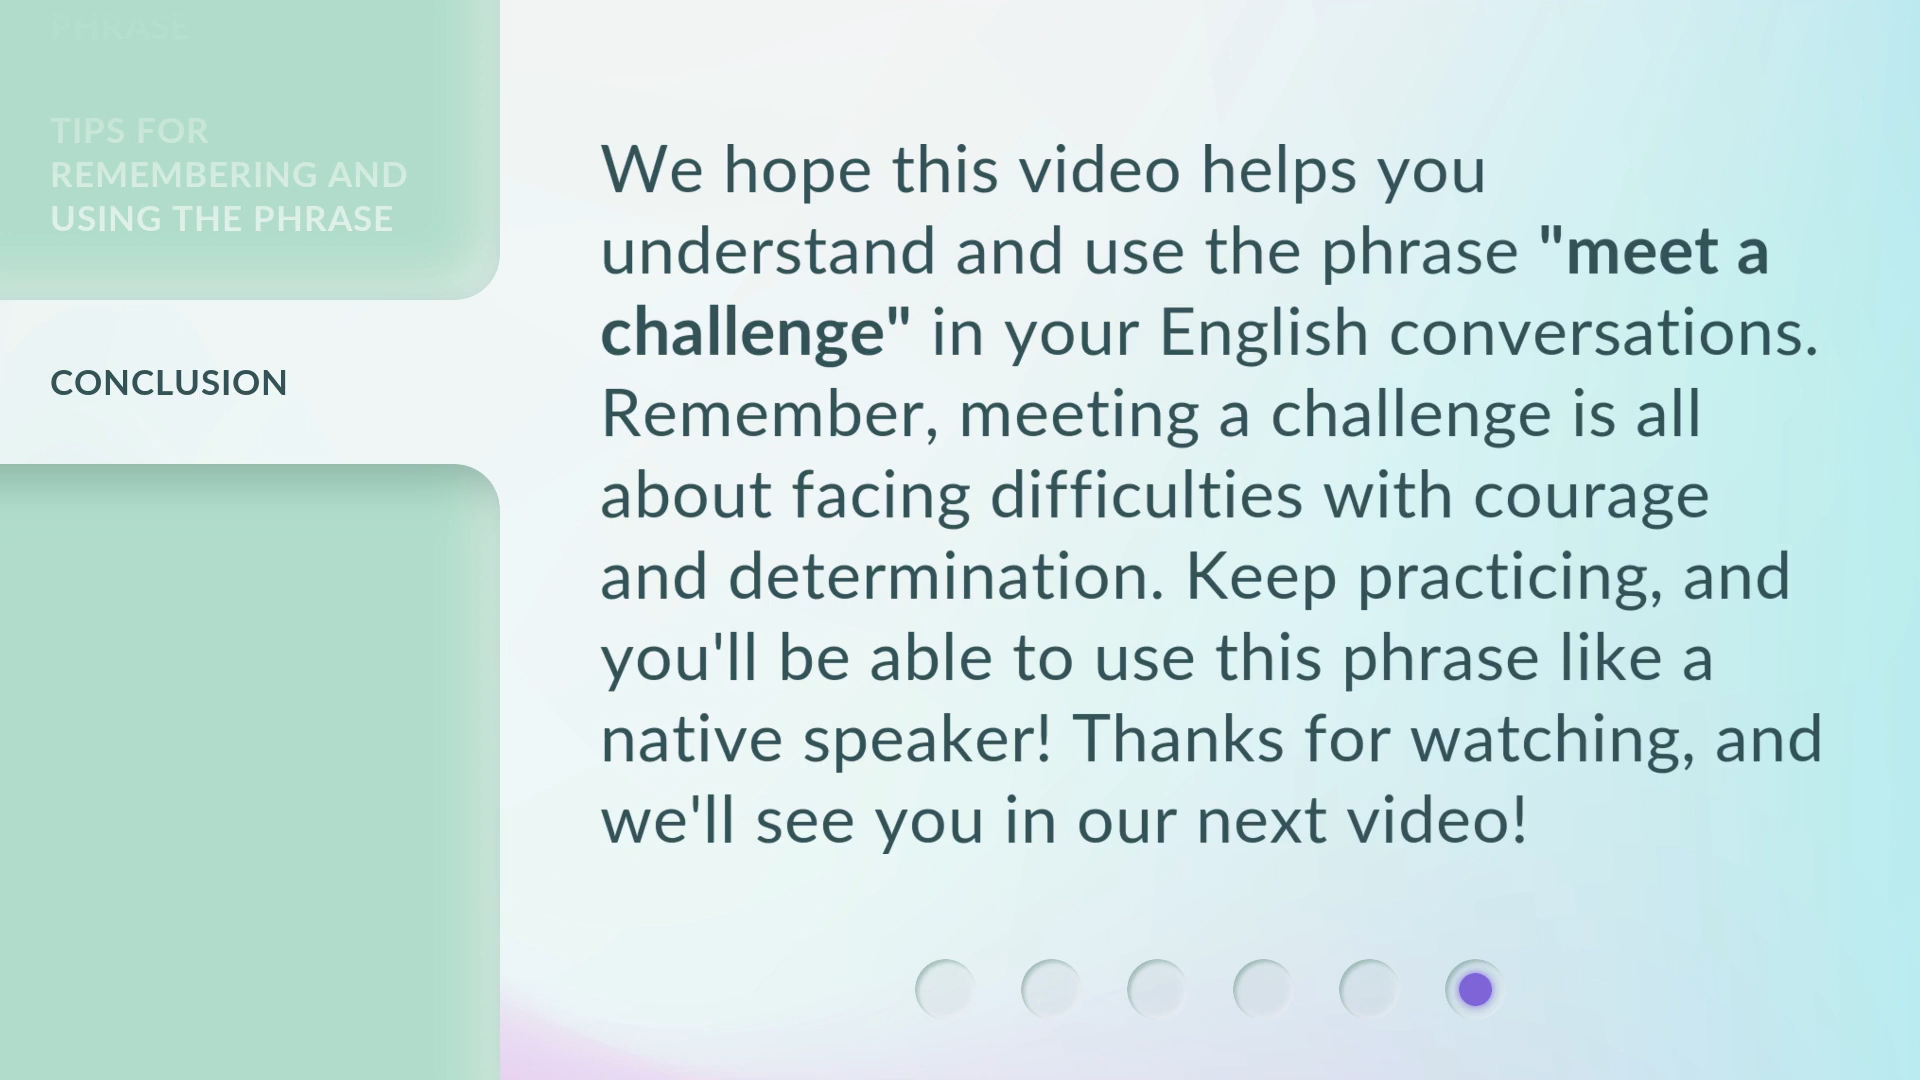 PHRASE
TIPS FOR
REMEMBERING AND
USING THE PHRASE
CONCLUSION
We hope this video helps you
understand and use the phrase "meet a
challenge" in your English conversations.
Remember, meeting a challenge is all
about facing difficulties with courage
and determination. Keep practicing, and
you'll be able to use this phrase like a
native speaker! Thanks for watching, and
we'll see you in our next video!